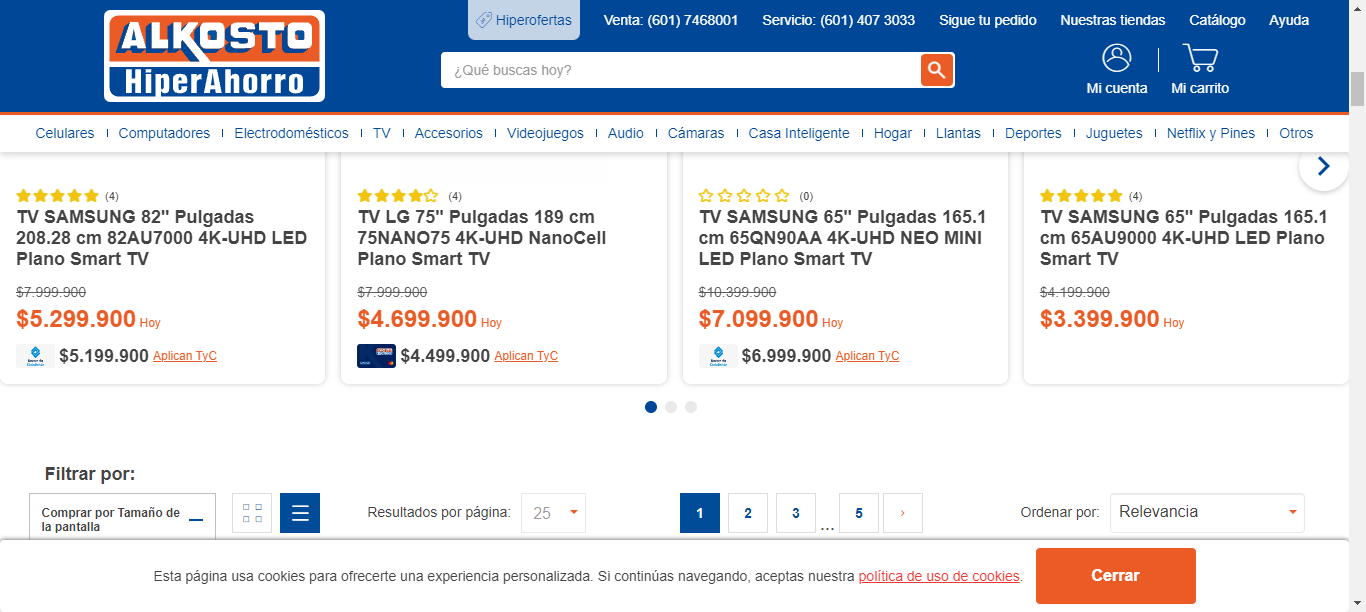 ALKOSTO
HiperAhorro
Hiperofertas
Venta: (601) 7468001
Servicio: (601) 407 3033
Sigue tu pedido
Nuestras tiendas
Catálogo
Ayuda
¿Qué buscas hoy?
Mi cuenta
Mi carrito
Celulares
Computadores
Electrodomésticos
TV
Accesorios
Videojuegos
Audio
Cámaras
Casa Inteligente
Hogar
Llantas
Deportes
Juguetes
Netflix y Pines
Otros
(4)
TV SAMSUNG 82" Pulgadas
208.28 cm 82AU7000 4K-UHD LED
Plano Smart TV
$7.999.900
$5.299.900 Hoy
$5.199.900 Aplican TyC
(4)
TV LG 75" Pulgadas 189 cm
75NANO75 4K-UHD NanoCell
Plano Smart TV
$7.999.900
$4.699.900 Hoy
$4.499.900 Aplican TyC
(0)
TV SAMSUNG 65" Pulgadas 165.1
cm 65QN90AA 4K-UHD NEO MINI
LED Plano Smart TV
$10.399.900
$7.099.900 Hoy
$6.999.900 Aplican TyC
(4)
TV SAMSUNG 65" Pulgadas 165.1
cm 65AU9000 4K-UHD LED Plano
Smart TV
$4.199.900
$3.399.900 Hoy
Filtrar por:
Comprar por Tamaño de
la pantalla
Resultados por página:
25
1
2
3
...
5
›
Ordenar por:
Relevancia
Esta página usa cookies para ofrecerte una experiencia personalizada. Si continúas navegando, aceptas nuestra política de uso de cookies.
Cerrar